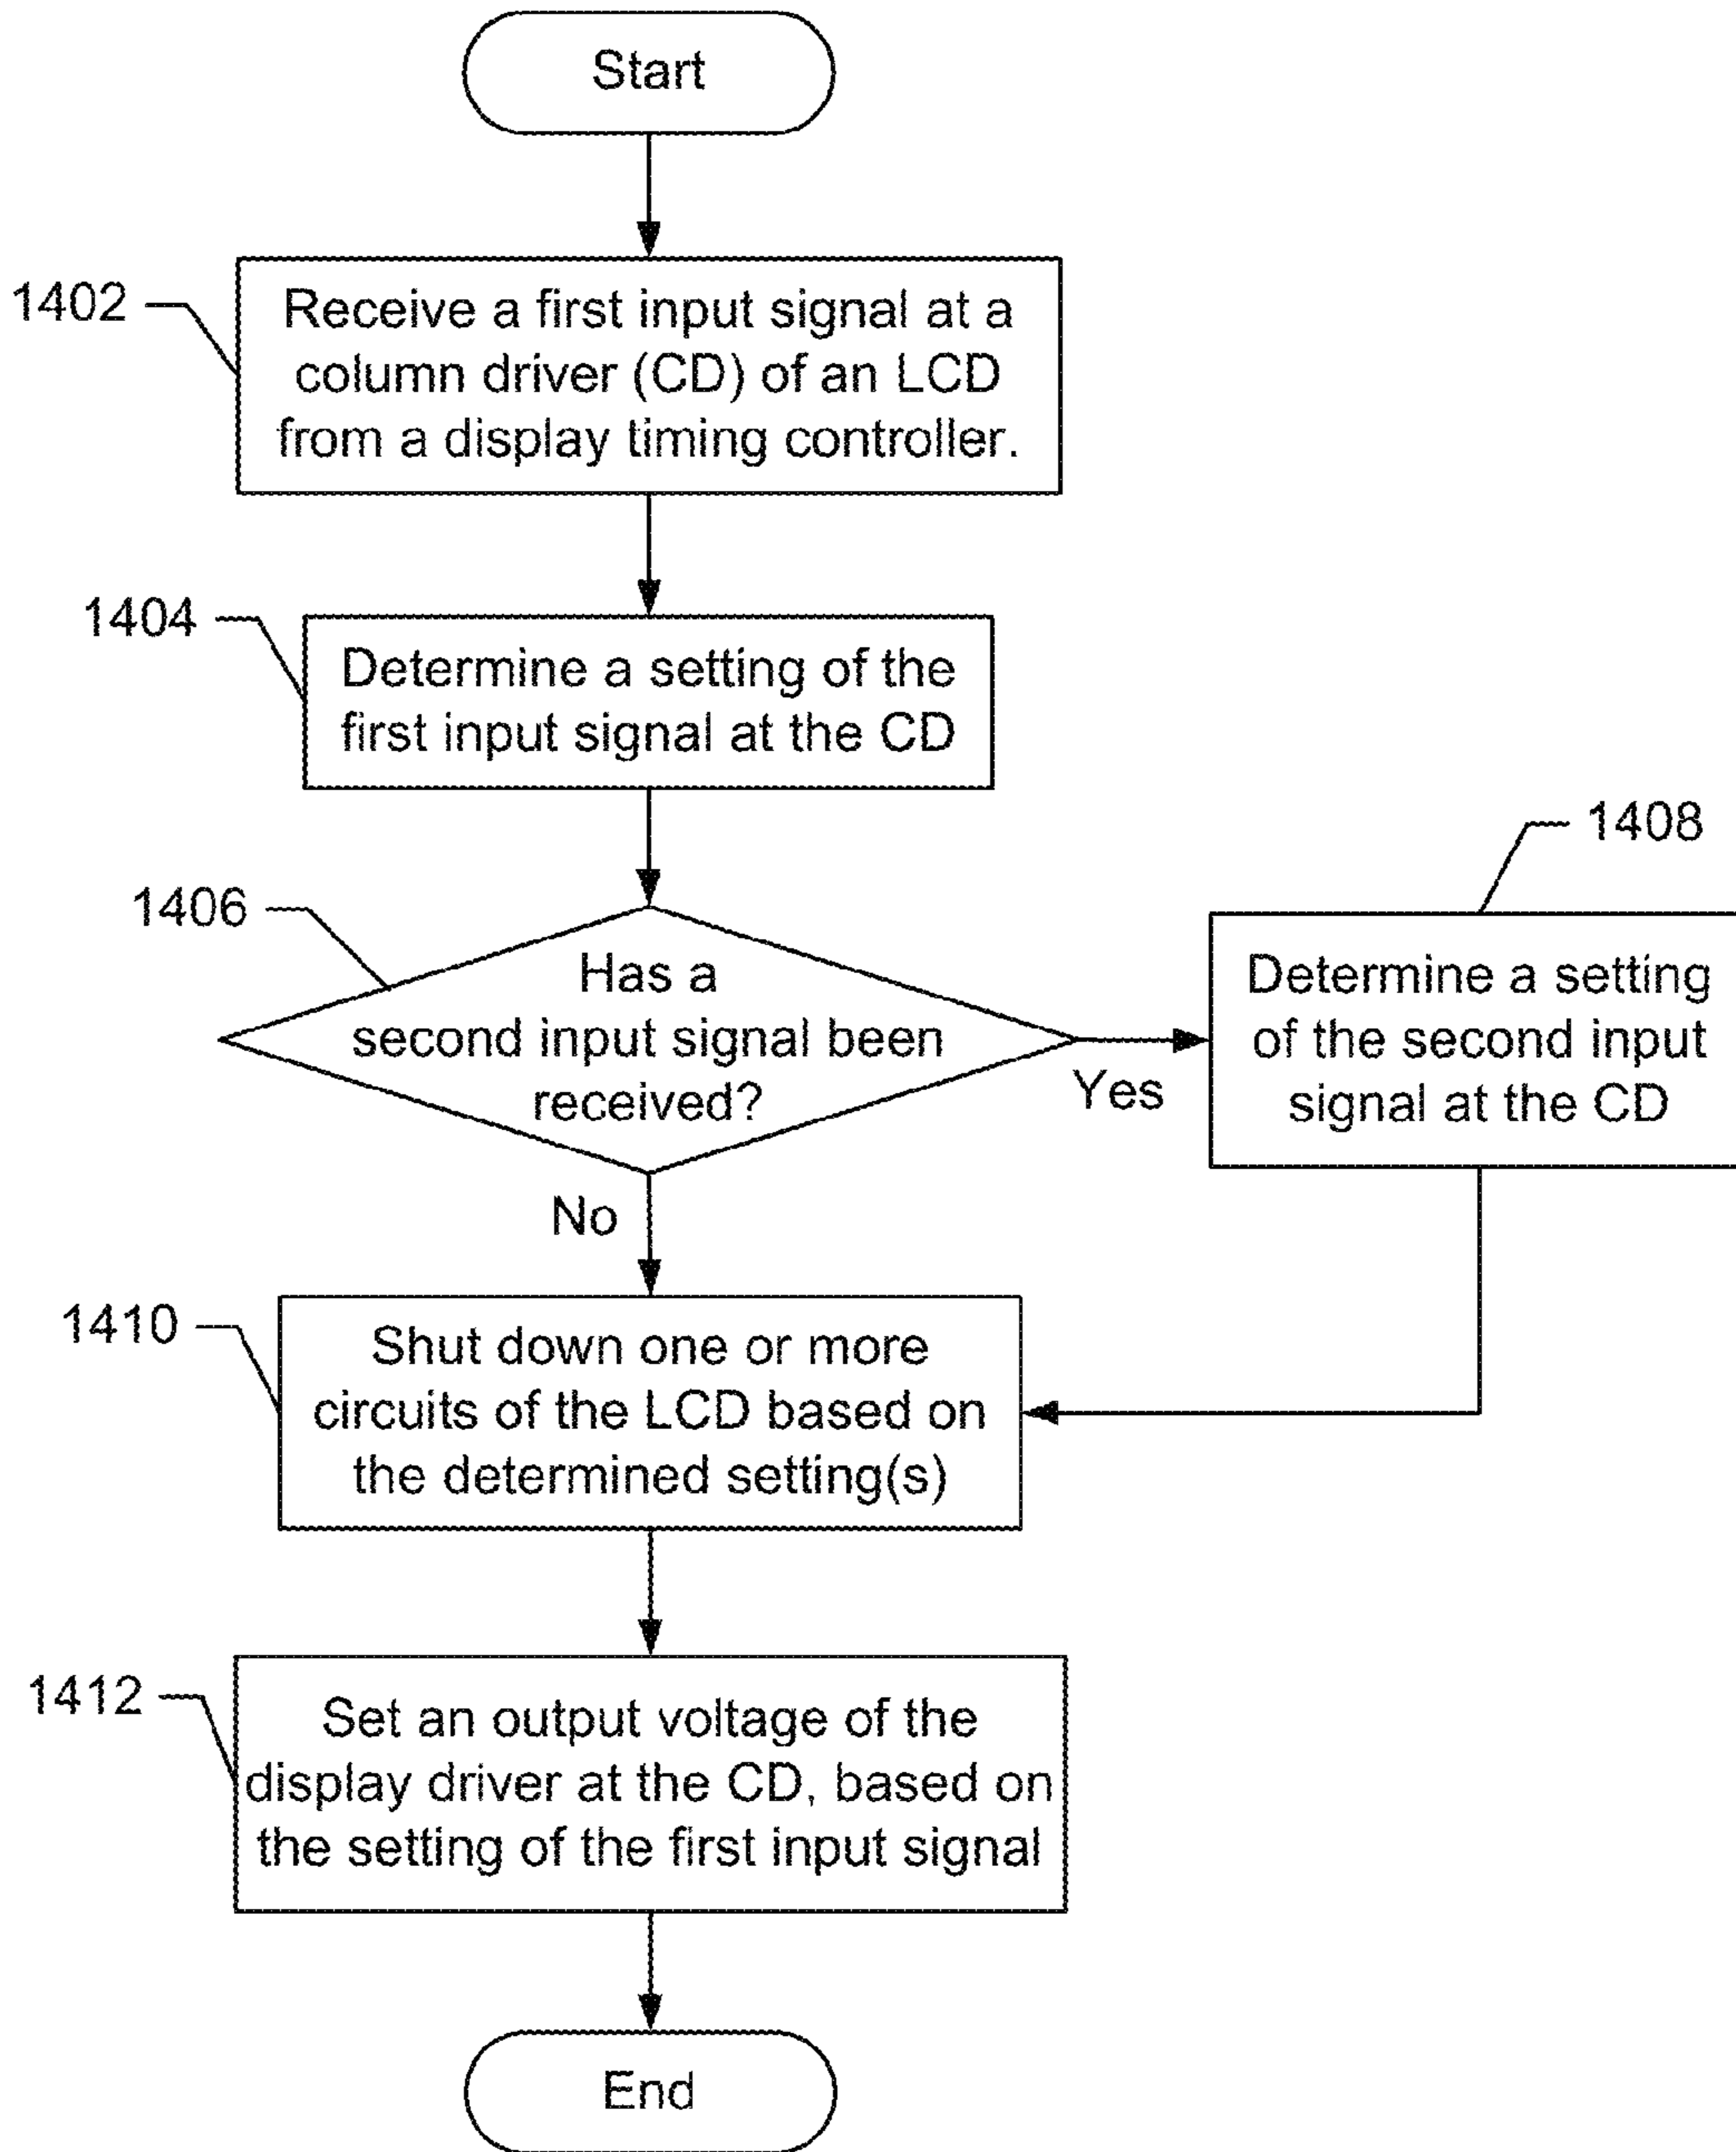 Start
1402
Receive a first input signal at a
column driver (CD) of an LCD
from a display timing controller.
1404
Determine a setting of the
first input signal at the CD
1406
Has a
second input signal been
received?
Yes
No
1408
Determine a setting
of the second input
signal at the CD
1410
Shut down one or more
circuits of the LCD based on
the determined setting(s)
1412
Set an output voltage of the
display driver at the CD, based on
the setting of the first input signal
End